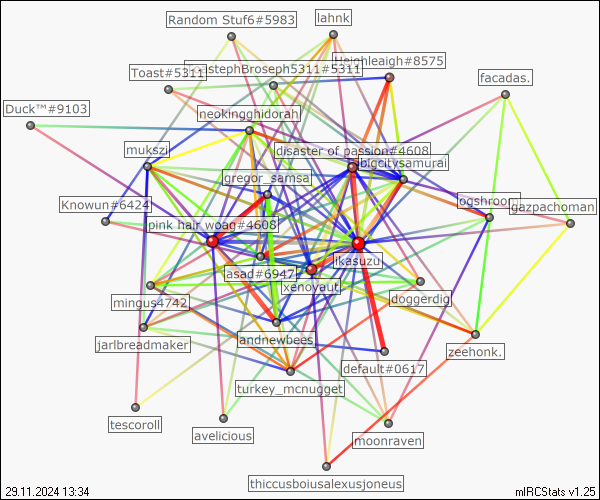 Random Stuf6#5983
lahnk
Toast#5311
stephBroseph5311#5311
Heighleaigh#8575
facadas.
Duck™#9103
neokingghidorah
mukszi
disaster of passion#4608
bigcitysamurai
gregor_samsa
Knowun#6424
ogshroom
gazpachoman
pink hair woag#4608
ikasuzu
asad#6947
xenoyaut
mingus4742
doggerdig
jarlbreadmaker
andnewbees
zeehonk.
default#0617
turkey_mcnugget
tescoroll
avelicious
moonraven
thiccusboiusalexusjoneus
29.11.2024 13:34
mIRCStats v1.25